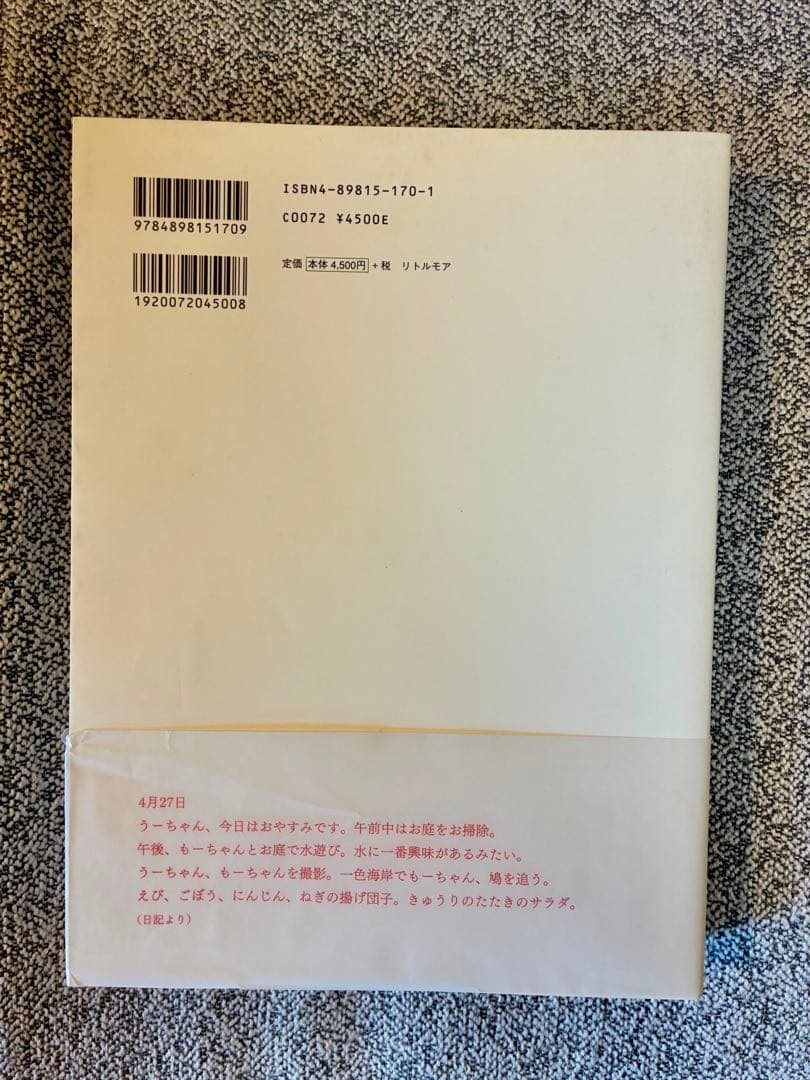 ISBN4-89815-170-1
9784898151709
C0072 ¥4500E
定価 本体 4,500円 +税 リトルモア
1920072045008
4月27日
うーちゃん、今日はおやすみです。午前中はお庭をお掃除。
午後、もーちゃんとお庭で水遊び。水に一番興味があるみたい。
うーちゃん、もーちゃんを撮影。一色海岸でもーちゃん、鳩を追う。
えび、ごぼう、にんじん、ねぎの揚げ団子。きゅうりのたたきのサラダ。
(日記より)